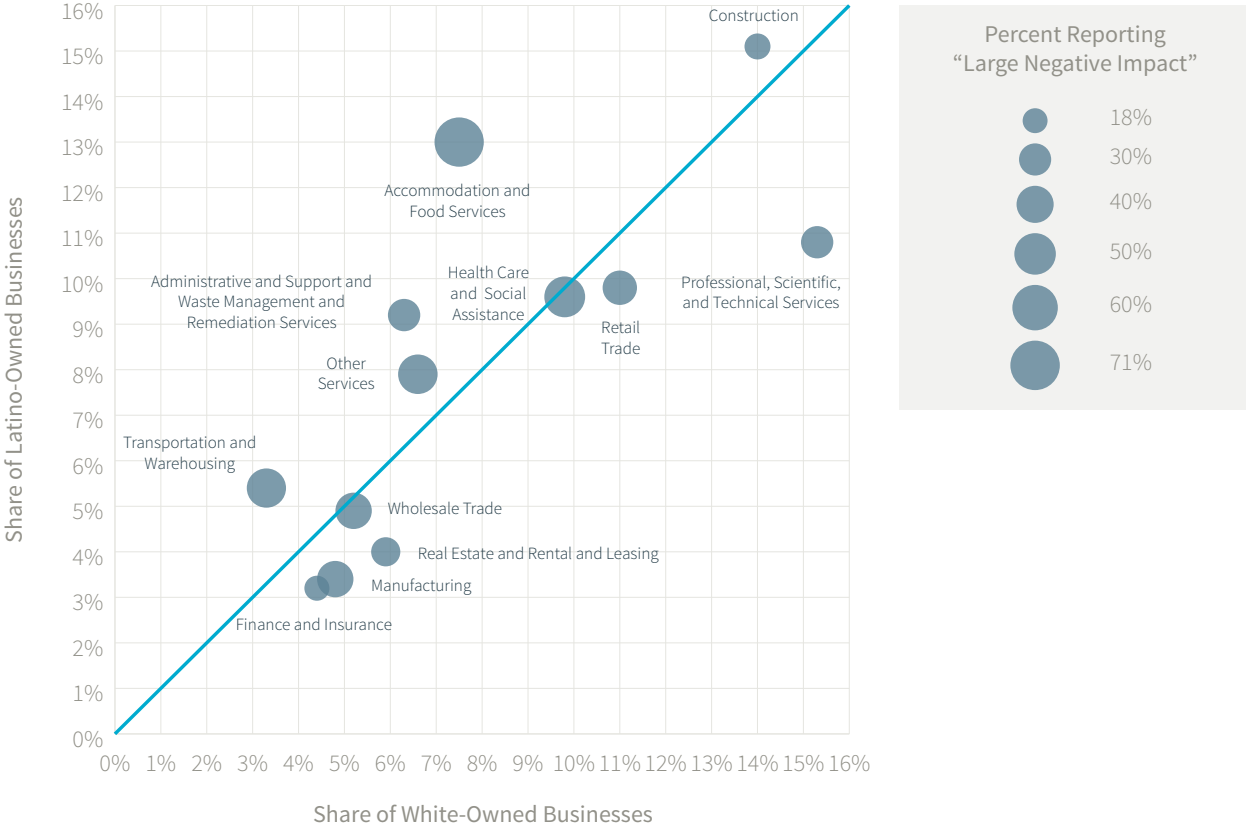 16%
15%
14%
13%
12%
11%
10%
9%
8%
7%
6%
5%
4%
3%
2%
1%
0%
Share of Latino-Owned Businesses
Construction
Accommodation and
Food Services
Administrative and Support and
Waste Management and
Remediation Services
Health Care
and Social
Assistance
Professional, Scientific,
and Technical Services
Retail
Trade
Other
Services
Transportation and
Warehousing
Wholesale Trade
Real Estate and Rental and Leasing
Manufacturing
Finance and Insurance
0% 1% 2% 3% 4% 5% 6% 7% 8% 9% 10% 11% 12% 13% 14% 15% 16%
Share of White-Owned Businesses
Percent Reporting
“Large Negative Impact”
18%
30%
40%
50%
60%
71%